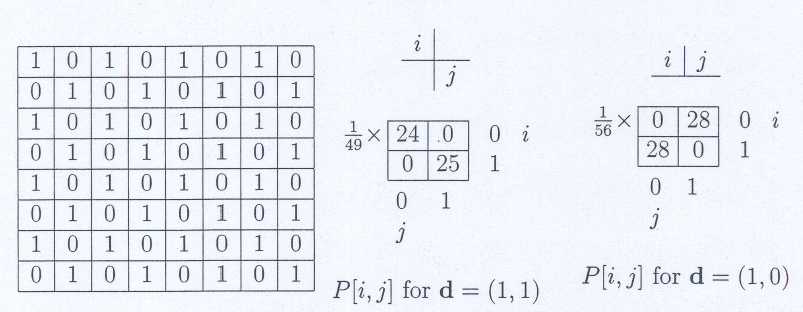 1 0 1 0 1 0 1 0
0 1 0 1 0 1 0 1
1 0 1 0 1 0 1 0
0 1 0 1 0 1 0 1
1 0 1 0 1 0 1 0
0 1 0 1 0 1 0 1
1 0 1 0 1 0 1 0
0 1 0 1 0 1 0 1
i
j
1/49 × 24 0 0 i
0 25 1
0 1
j
P[i, j] for d = (1, 1)
i j
1/56 × 0 28 0 i
28 0 1
0 1
j
P[i, j] for d = (1, 0)